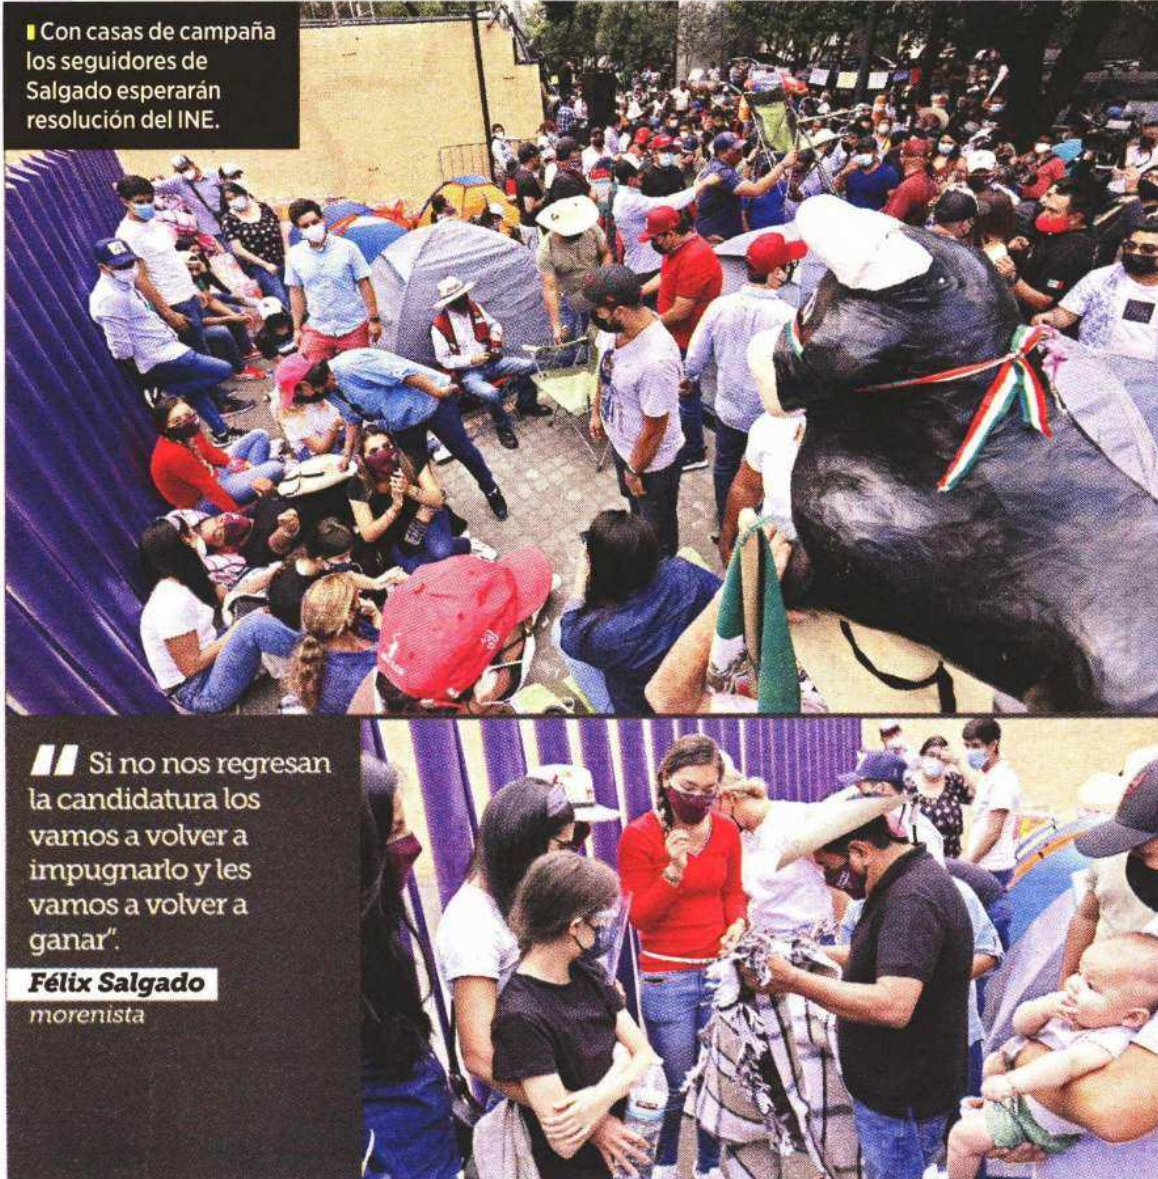 Con casas de campaña
los seguidores de
Salgado esperarán
resolución del INE.
Si no nos regresan
la candidatura los
vamos a volver a
impugnarlo y les
vamos a volver a
ganar”.
Félix Salgado
morenista